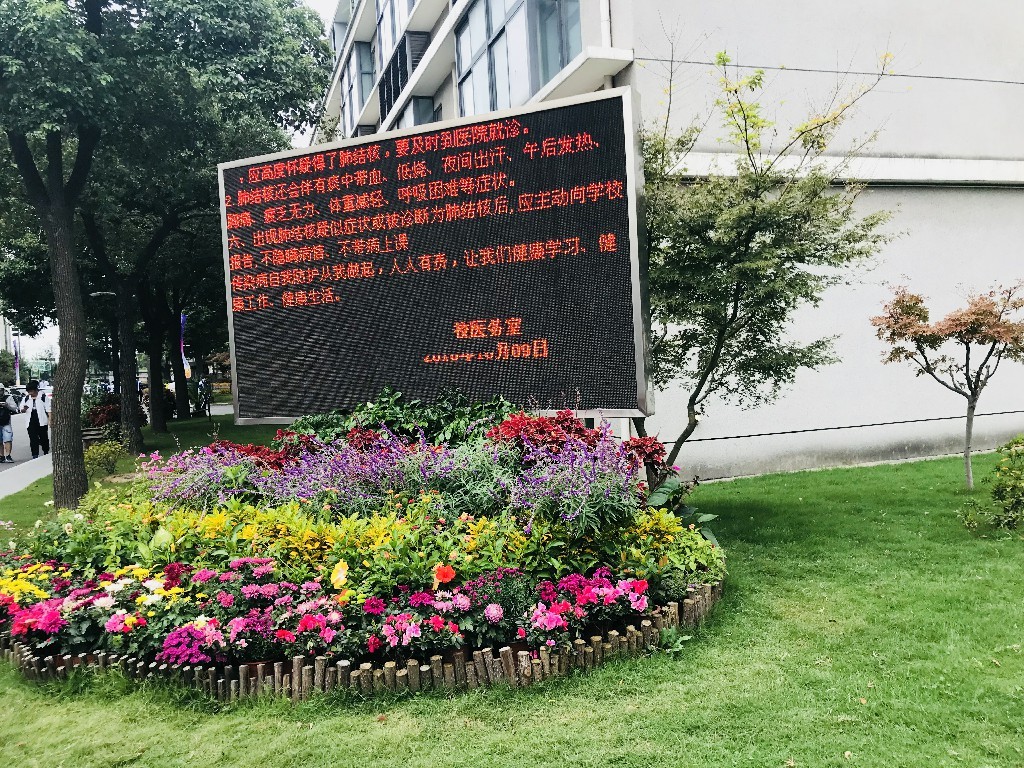 ，应高度怀疑得了肺结核。要及时到医院就诊。
2. 肺结核还会伴有痰中带血、低烧、夜间出汗、午后发热、
胸痛、疲乏无力、体重减轻、呼吸困难等症状。
六、出现肺结核疑似症状或被诊断为肺结核后,应主动向学校
报告,不隐瞒病情、不带病上课
传染病自我防护从我做起，人人有责，让我们健康学习、健
康工作、健康生活。
校医务室
10月09日